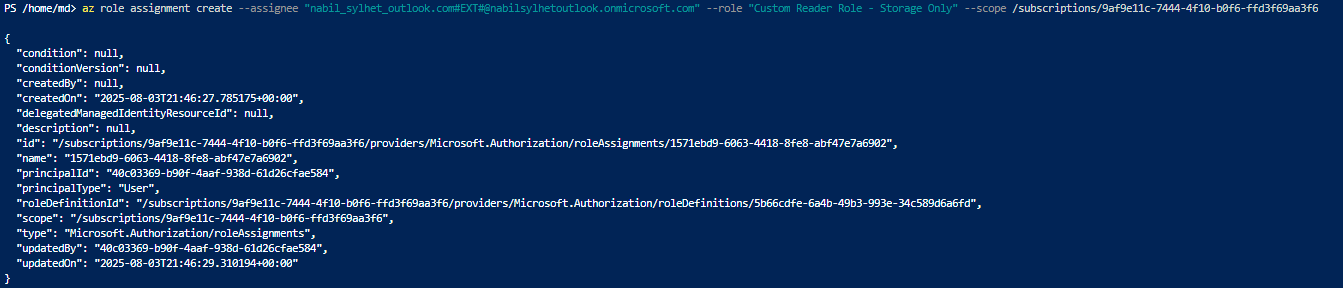 PS /home/md> az role assignment create --assignee "nabil_sylhet_outlook.com#EXT#@nabilsylhetoutlook.onmicrosoft.com" --role "Custom Reader Role - Storage Only" --scope /subscriptions/9af9e11c-7444-4f10-b0f6-ffd3f69aa3f6
{
"condition": null,
"conditionVersion": null,
"createdBy": null,
"createdOn": "2025-08-03T21:46:27.785175+00:00",
"delegatedManagedIdentityResourceId": null,
"description": null,
"id": "/subscriptions/9af9e11c-7444-4f10-b0f6-ffd3f69aa3f6/providers/Microsoft.Authorization/roleAssignments/1571ebd9-6063-4418-8fe8-abf47e7a6902",
"name": "1571ebd9-6063-4418-8fe8-abf47e7a6902",
"principalId": "40c03369-b90f-4aaf-938d-61d26cfae584",
"principalType": "User",
"roleDefinitionId": "/subscriptions/9af9e11c-7444-4f10-b0f6-ffd3f69aa3f6/providers/Microsoft.Authorization/roleDefinitions/5b66cdfe-6a4b-49b3-993e-34c589d6a6fd",
"scope": "/subscriptions/9af9e11c-7444-4f10-b0f6-ffd3f69aa3f6",
"type": "Microsoft.Authorization/roleAssignments",
"updatedBy": "40c03369-b90f-4aaf-938d-61d26cfae584",
"updatedOn": "2025-08-03T21:46:29.310194+00:00"
}